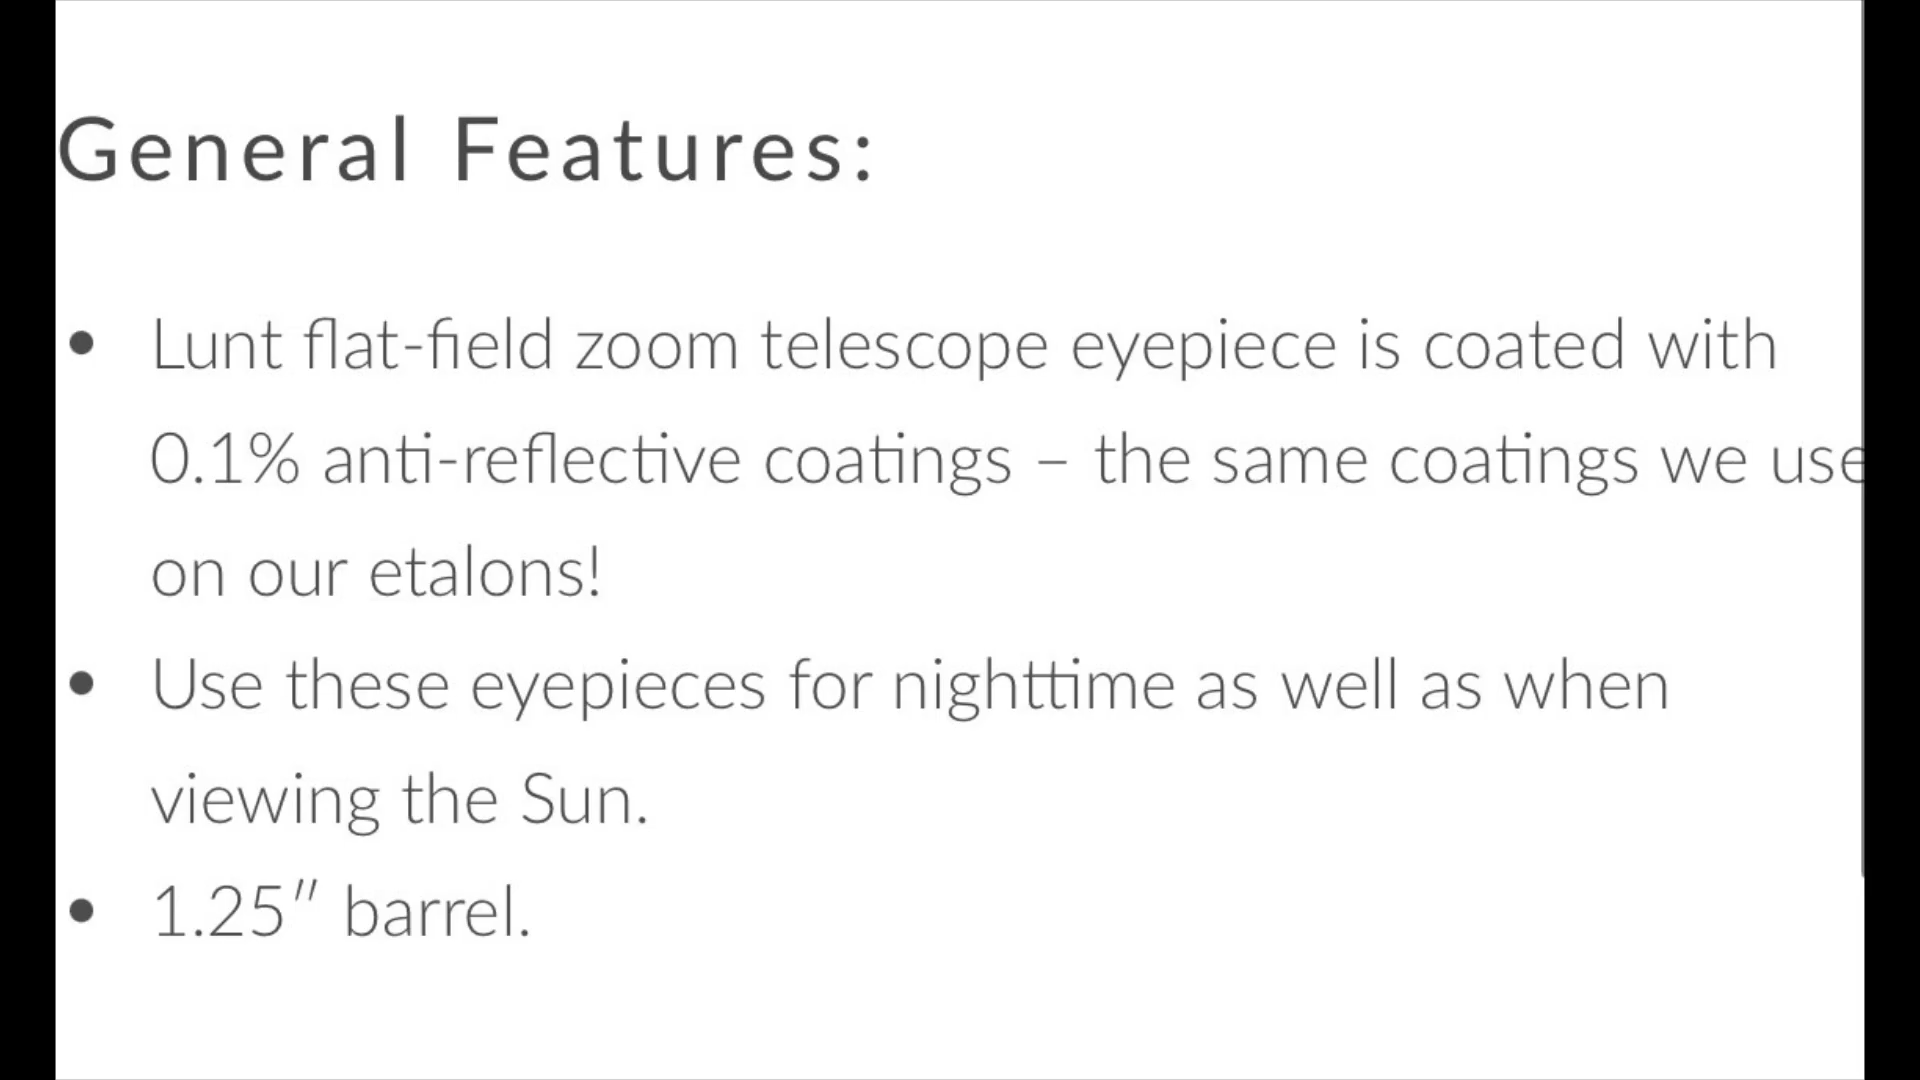 General Features:
• Lunt flat-field zoom telescope eyepiece is coated with
0.1% anti-reflective coatings – the same coatings we use
on our etalons!
• Use these eyepieces for nighttime as well as when
viewing the Sun.
• 1.25″ barrel.